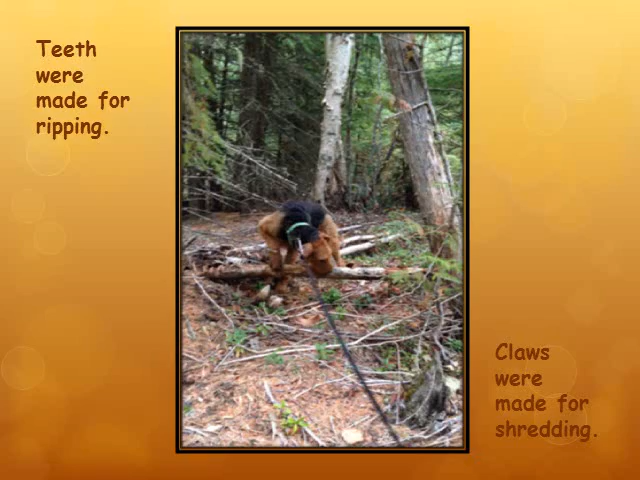 Teeth
were
made for
ripping.
Claws
were
made for
shredding.